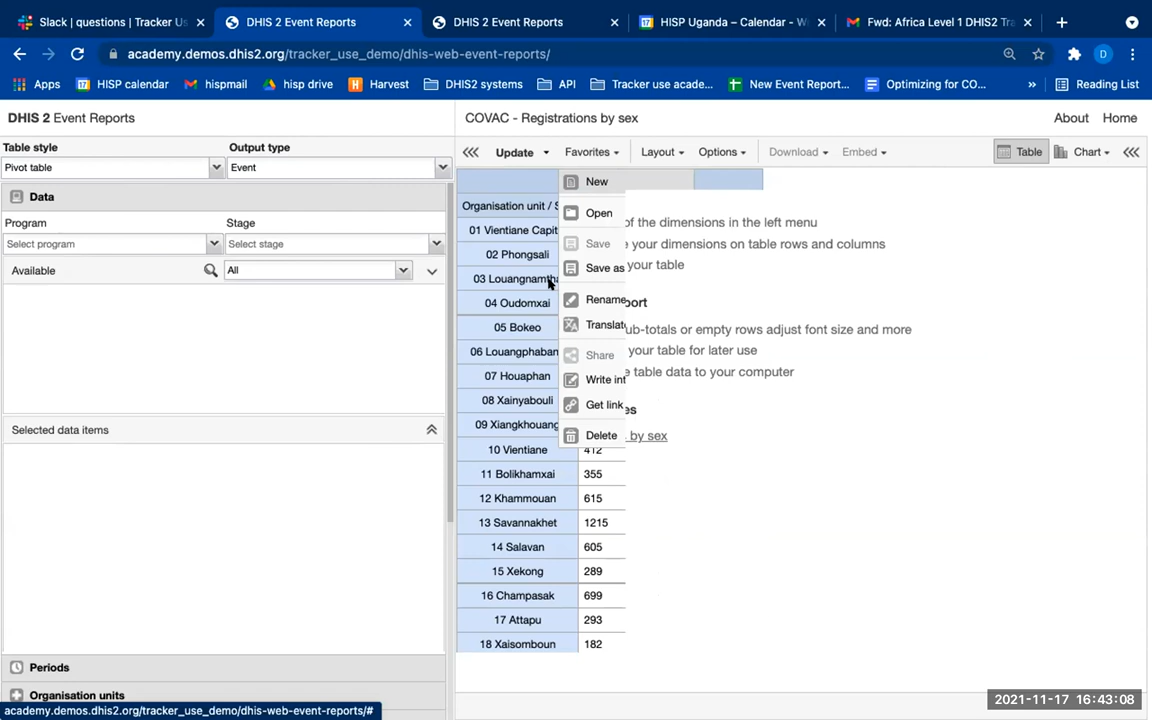 Slack | questions | Tracker Us
DHIS 2 Event Reports
DHIS 2 Event Reports
HISP Uganda – Calendar - W
Fwd: Africa Level 1 DHIS2 Tra
academy.demos.dhis2.org/tracker_use_demo/dhis-web-event-reports/
D
Apps
17 HISP calendar
hispmail
hisp drive
H Harvest
DHIS2 systems
API
Tracker use acade...
New Event Report...
Optimizing for CO...
»
Reading List
DHIS 2 Event Reports
COVAC - Registrations by sex
About
Home
Table style
Output type
Update
Favorites
Layout
Options
Download
Embed
Table
Chart
Pivot table
Event
Data
New
Program
Stage
Organisation unit / S
of the dimensions in the left menu
Open
Select program
Select stage
01 Vientiane Capit
e your dimensions on table rows and columns
Save
02 Phongsali
your table
Save as
Available
All
03 Louangnamtha
Rename
port
04 Oudomxai
Translate
ub-totals or empty rows adjust font size and more
05 Bokeo
your table for later use
06 Louangphaban
Share
e table data to your computer
07 Houaphan
Write int
08 Xainyabouli
Get link
es
09 Xiangkhouang
Selected data items
Delete
by sex
10 Vientiane 412
11 Bolikhamxai 355
12 Khammouan 615
13 Savannakhet 1215
14 Salavan 605
15 Xekong 289
16 Champasak 699
17 Attapu 293
18 Xaisomboun 182
Periods
Organisation units
academy.demos.dhis2.org/tracker_use_demo/dhis-web-event-reports/#
2021-11-17 16:43:08